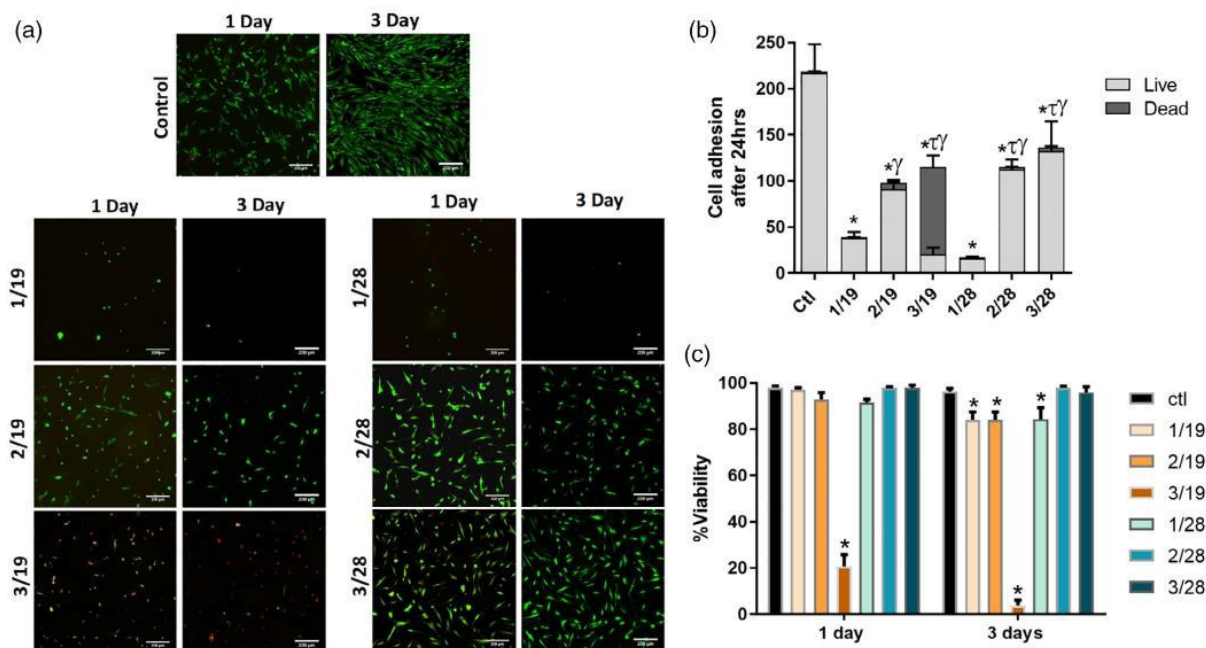 (a)
1 Day
3 Day
Control
1 Day
3 Day
1 Day
3 Day
1/19
1/28
2/19
2/28
3/19
3/28
(b)
250
200
150
100
50
0
Cell adhesion
after 24hrs
*
*γ
*τγ
*
*τγ
*τγ
Live
Dead
Ctl
1/19
2/19
3/19
1/28
2/28
3/28
(c)
100
80
60
40
20
0
%Viability
*
*
*
*
*
1 day
3 days
ctl
1/19
2/19
3/19
1/28
2/28
3/28